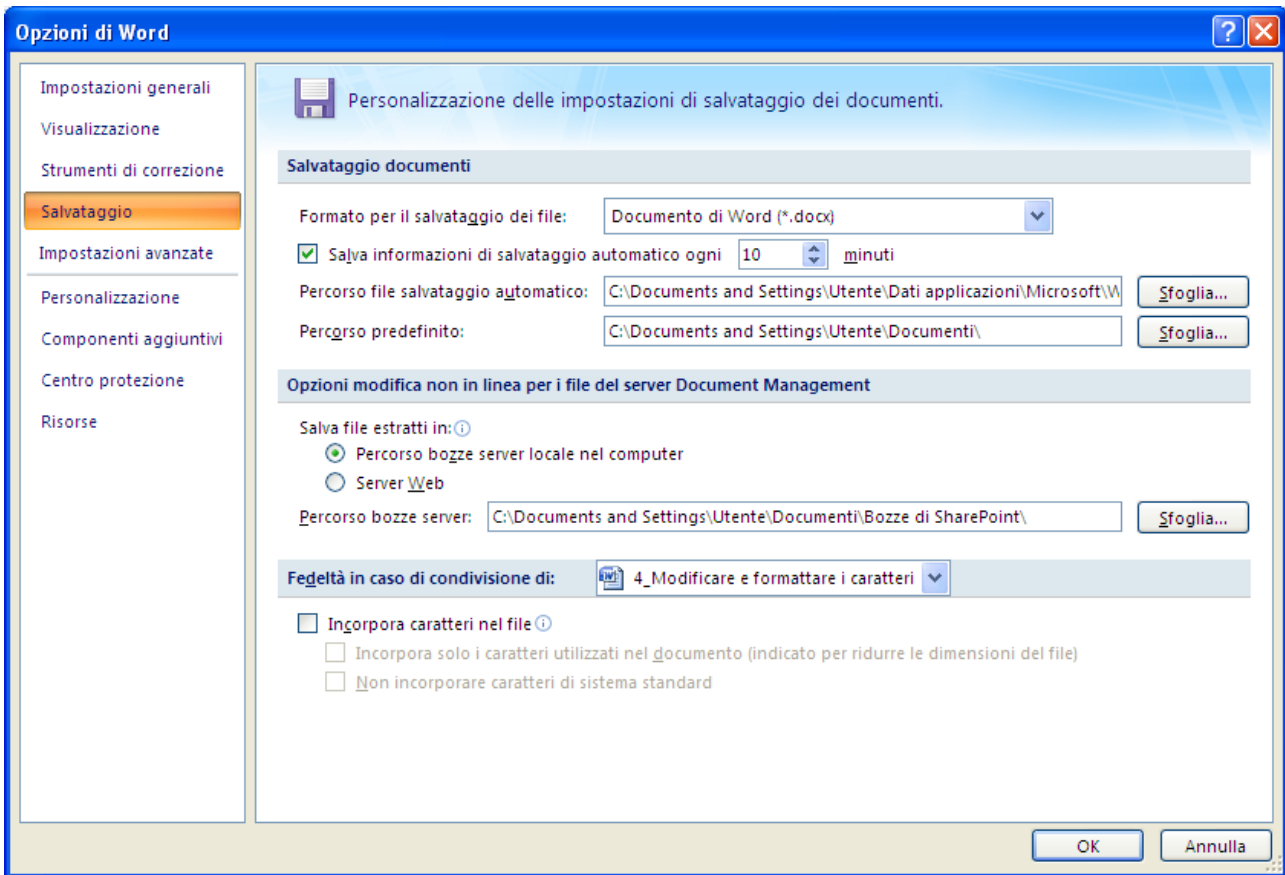 Opzioni di Word
Impostazioni generali
Visualizzazione
Strumenti di correzione
Salvataggio
Impostazioni avanzate
Personalizzazione
Componenti aggiuntivi
Centro protezione
Risorse
Personalizzazione delle impostazioni di salvataggio dei documenti.
Salvataggio documenti
Formato per il salvataggio dei file: Documento di Word (*.docx)
Salva informazioni di salvataggio automatico ogni 10 minuti
Percorso file salvataggio automatico: C:\Documents and Settings\Utente\Dati applicazioni\Microsoft\W Sfoglia...
Percorso predefinito: C:\Documents and Settings\Utente\Documenti\ Sfoglia...
Opzioni modifica non in linea per i file del server Document Management
Salva file estratti in:
Percorso bozze server locale nel computer
Server Web
Percorso bozze server: C:\Documents and Settings\Utente\Documenti\Bozze di SharePoint\ Sfoglia...
Fedeltà in caso di condivisione di: 4_Modificare e formattare i caratteri
Incorpora caratteri nel file
Incorpora solo i caratteri utilizzati nel documento (indicato per ridurre le dimensioni del file)
Non incorporare caratteri di sistema standard
OK Annulla